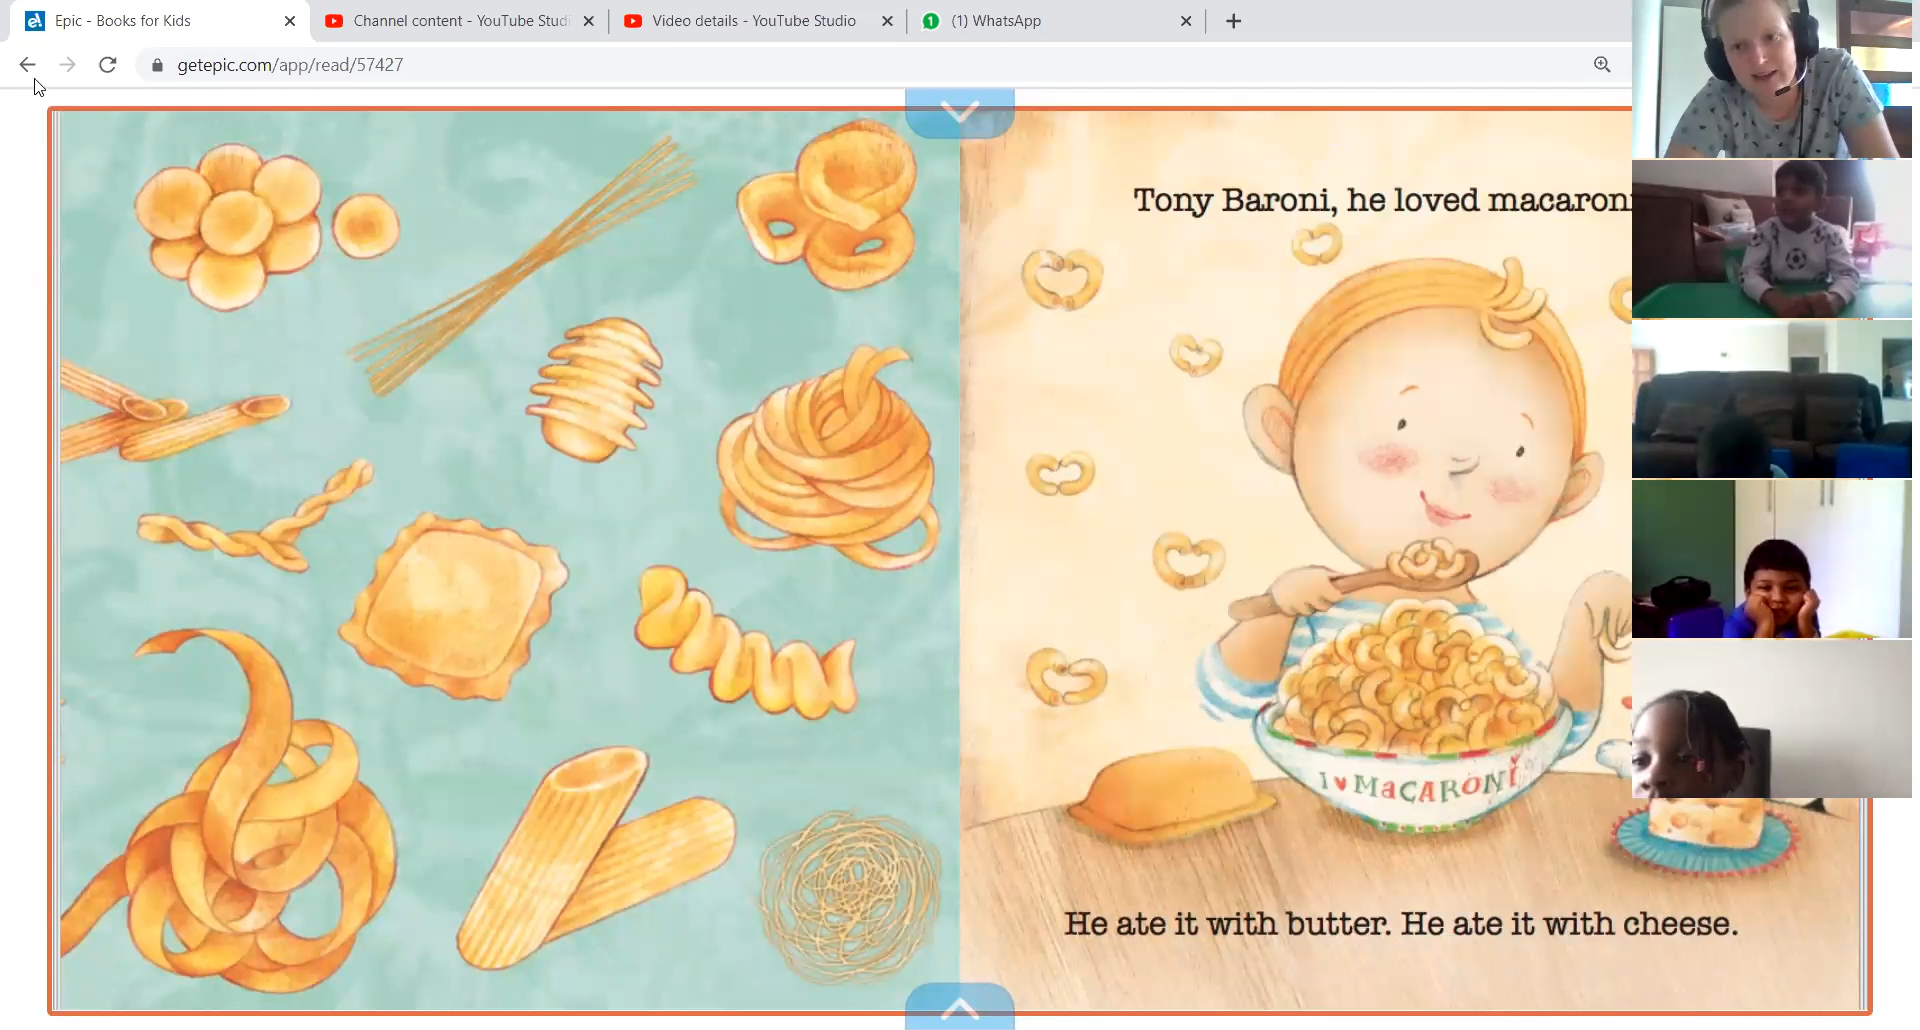 Epic - Books for Kids
Channel content - YouTube Studi
Video details - YouTube Studio
(1) WhatsApp
getepic.com/app/read/57427
Tony Baroni, he loved macaron
I ♥ MACARONi
He ate it with butter. He ate it with cheese.